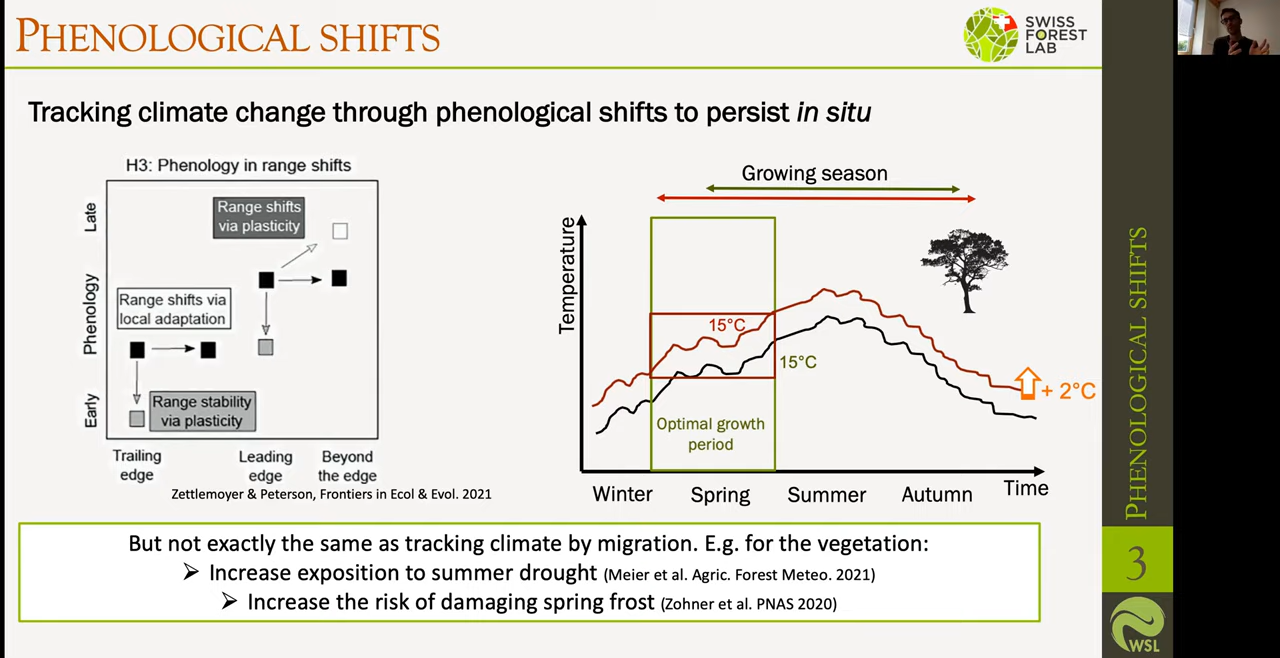 PHENOLOGICAL SHIFTS
SWISS
FOREST
LAB
Tracking climate change through phenological shifts to persist in situ
H3: Phenology in range shifts
Late
Phenology
Early
Range shifts
via plasticity
Range shifts via
local adaptation
Range stability
via plasticity
Trailing
edge
Leading
edge
Beyond
the edge
Zettlemoyer & Peterson, Frontiers in Ecol & Evol. 2021
Growing season
Temperature
15°C
15°C
Optimal growth
period
+ 2°C
Winter
Spring
Summer
Autumn
Time
But not exactly the same as tracking climate by migration. E.g. for the vegetation:
➢ Increase exposition to summer drought (Meier et al. Agric. Forest Meteo. 2021)
➢ Increase the risk of damaging spring frost (Zohner et al. PNAS 2020)
PHENOLOGICAL SHIFTS
3
WSL